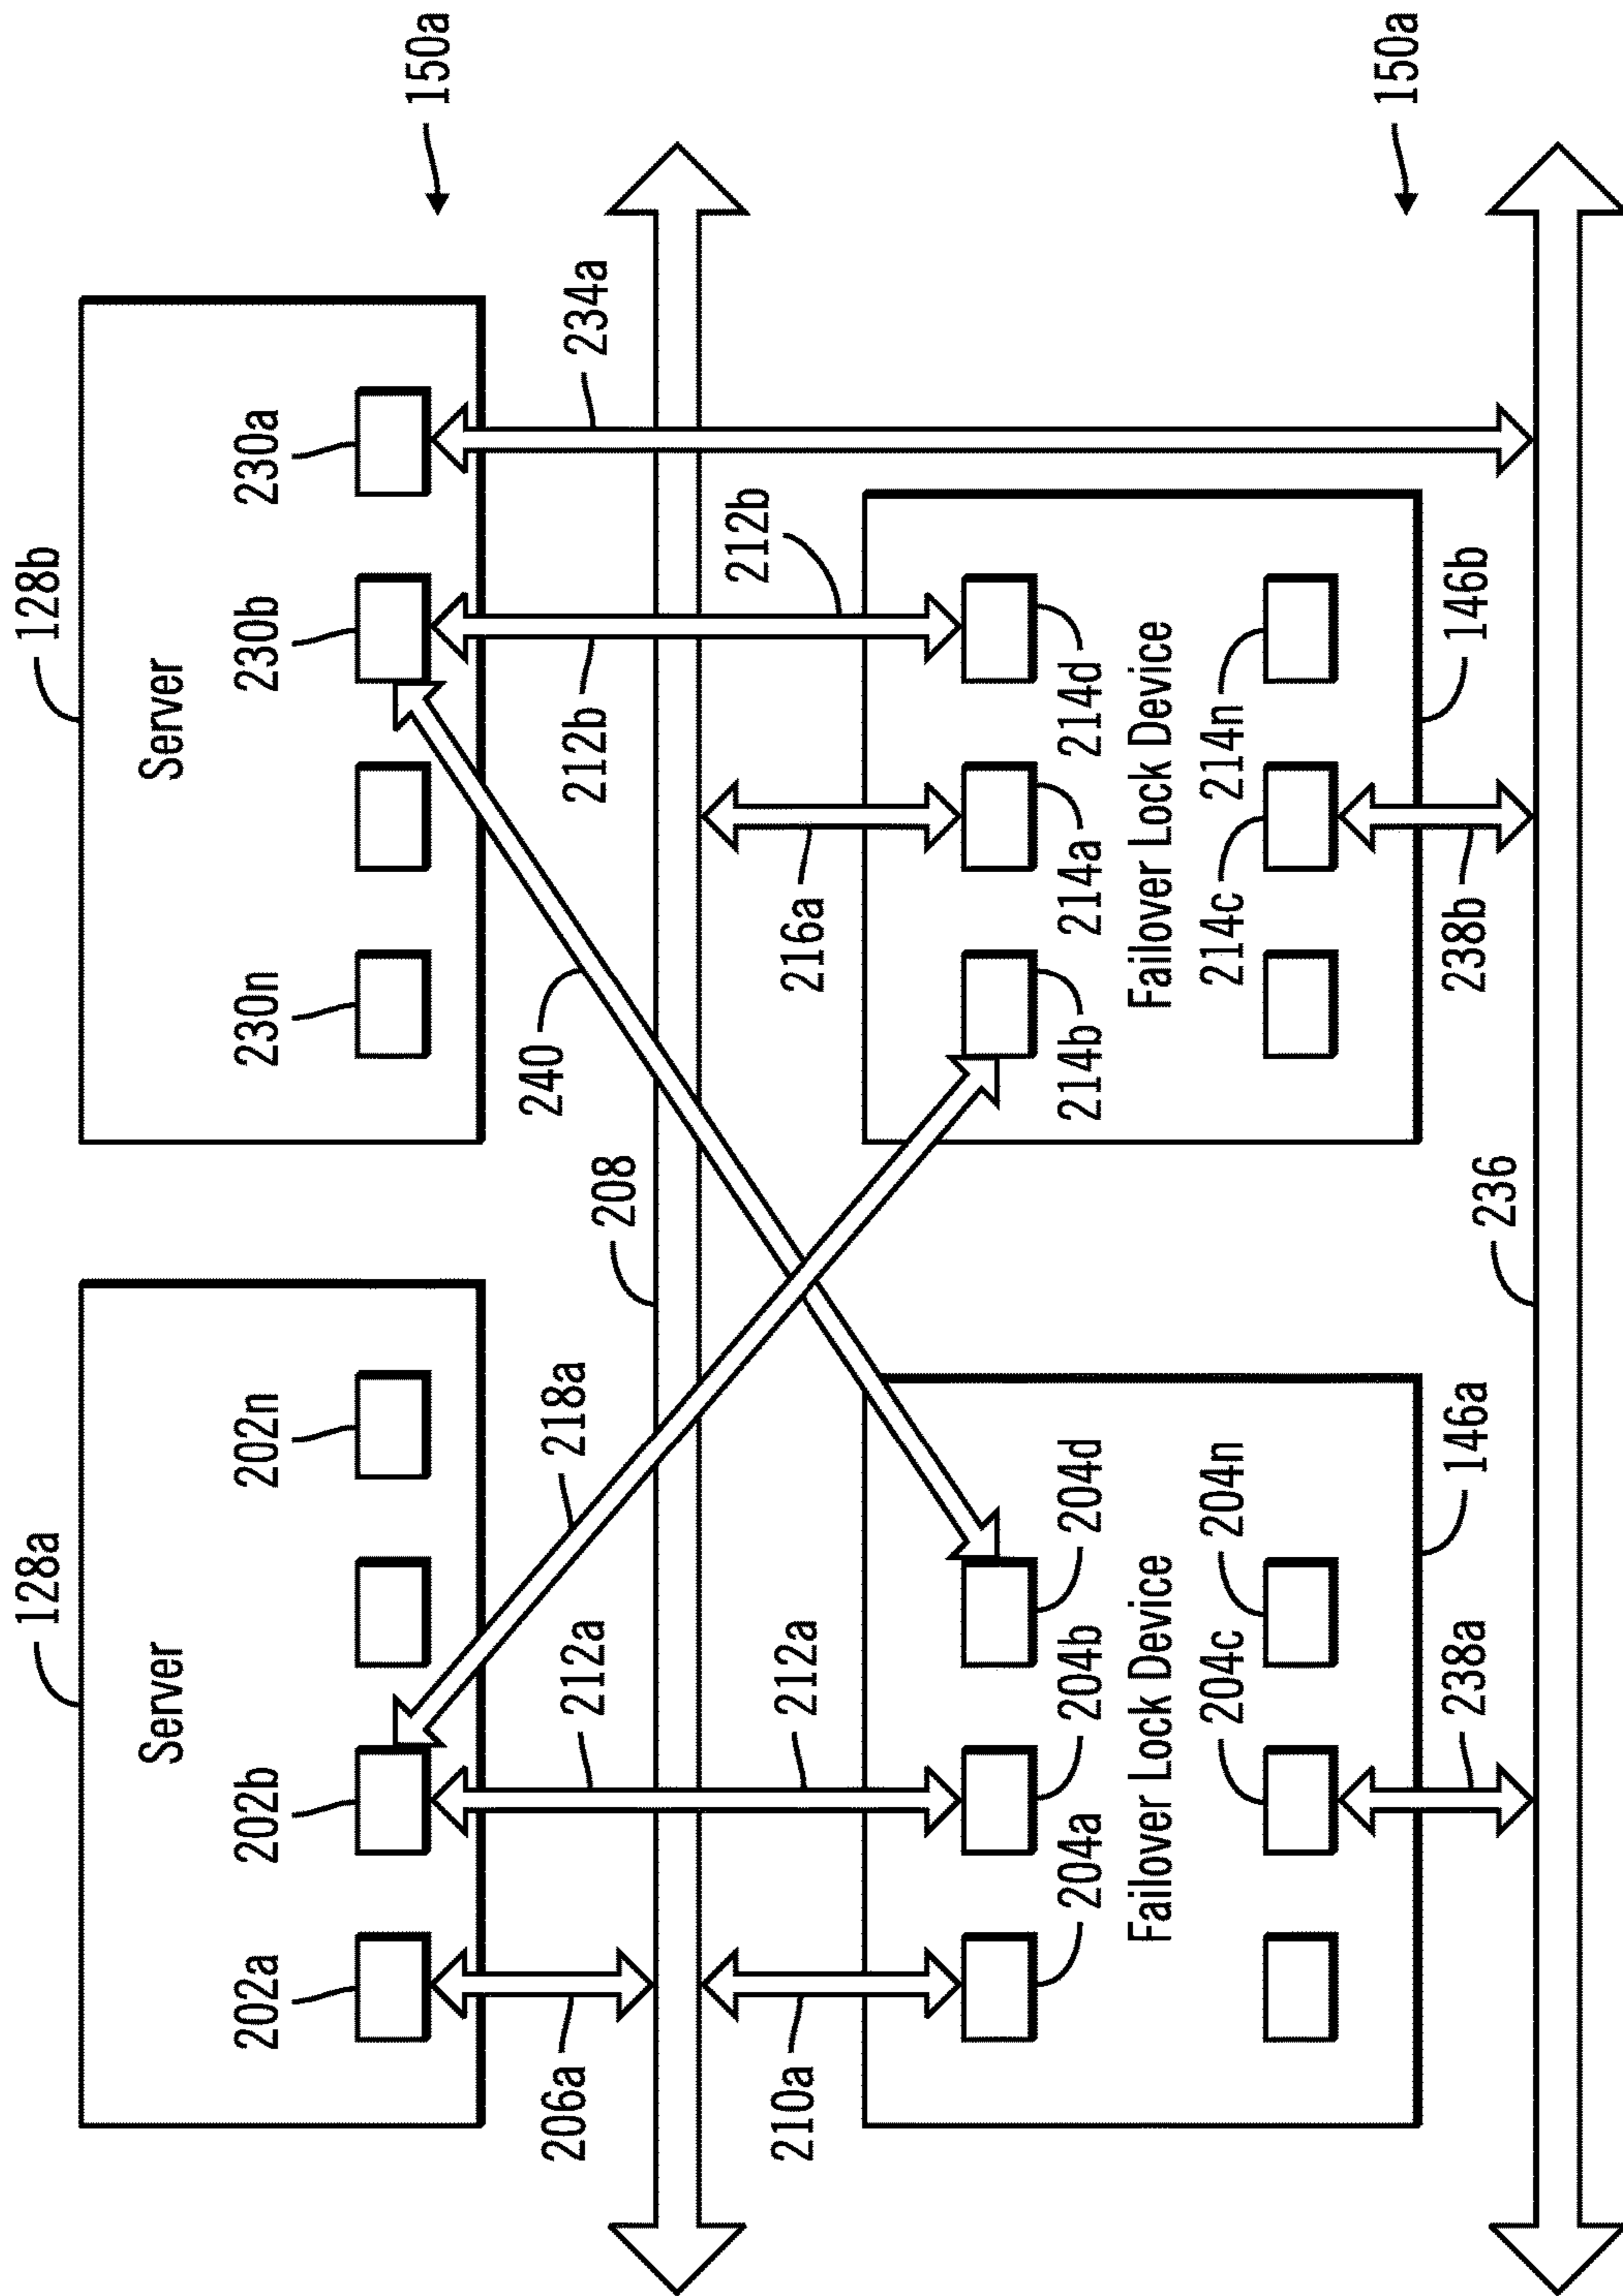 128a
128b
Server
Server
202a
202b
202n
230n
230b
230a
150a
206a
212a
218a
240
212b
234a
208
210a
212a
216a
212b
204a
204b
204d
214b
214a
214d
Failover Lock Device
Failover Lock Device
204c
204n
214c
214n
150a
238a
146a
236
238b
146b